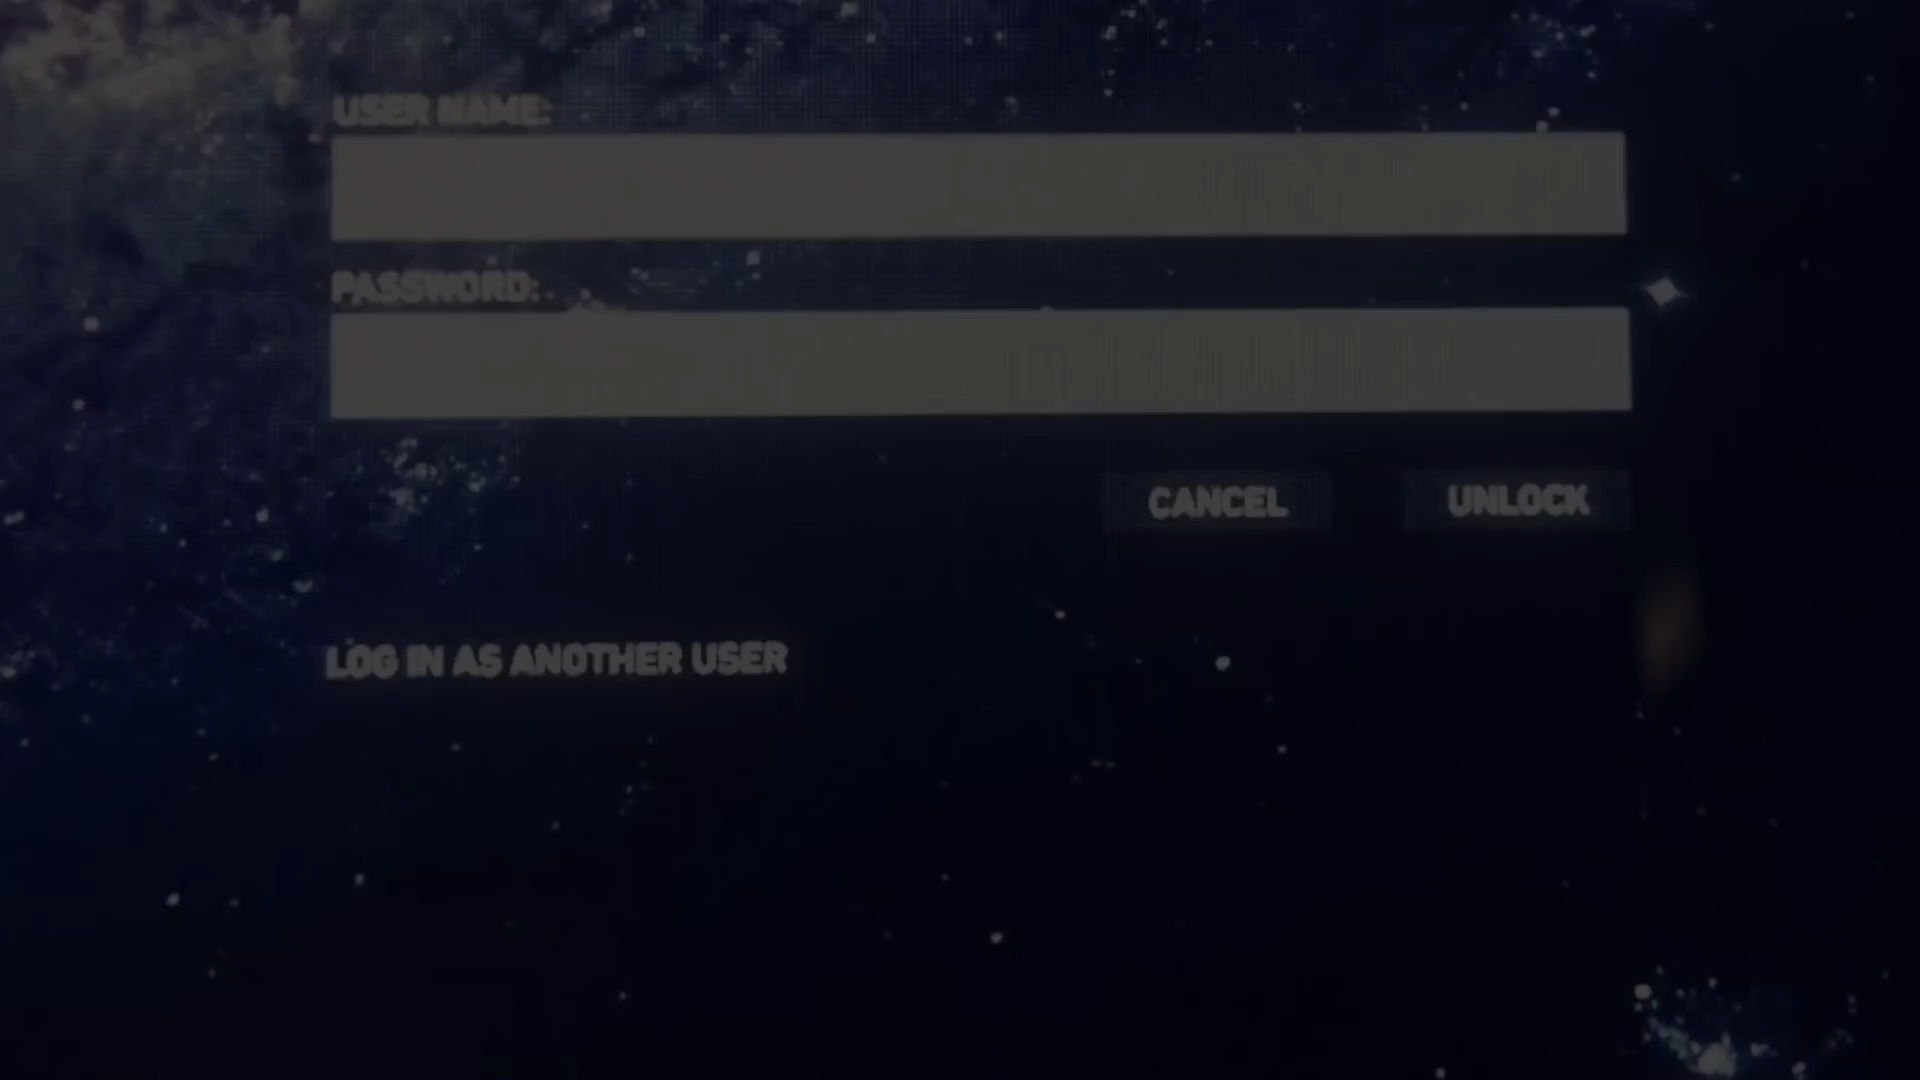 USER NAME:
PASSWORD:
CANCEL
UNLOCK
LOG IN AS ANOTHER USER